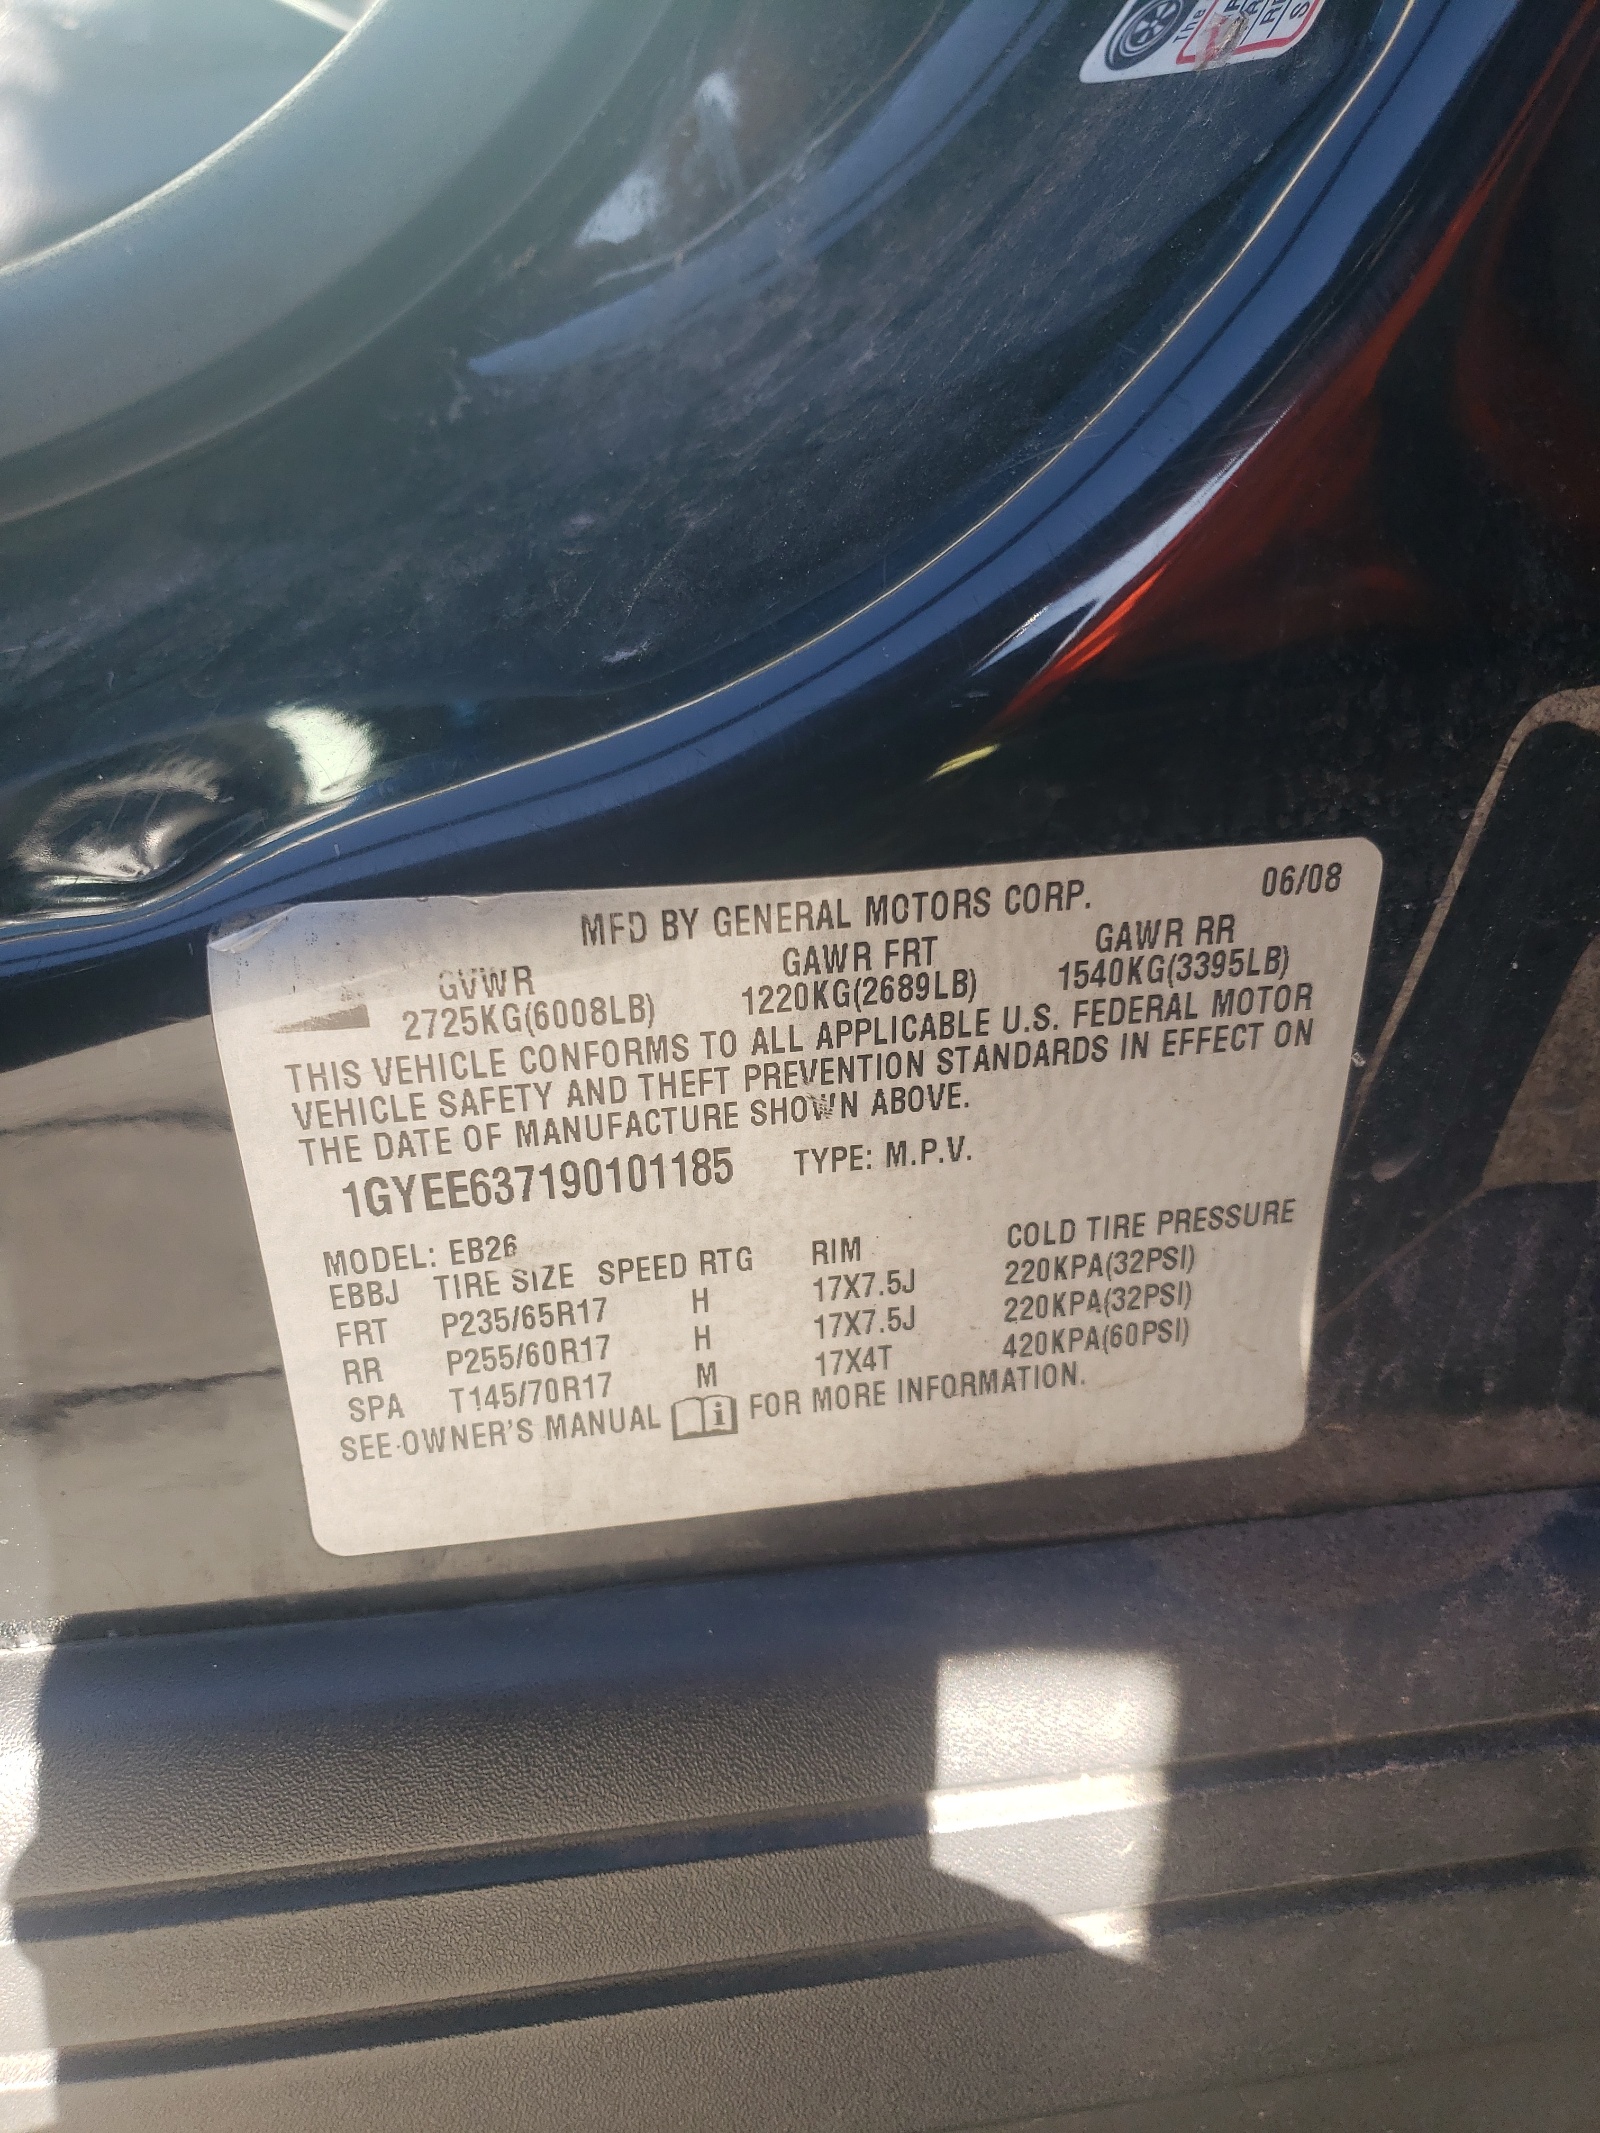 The
MFD BY GENERAL MOTORS CORP. 06/08
GVWR GAWR FRT GAWR RR
2725KG(6008LB) 1220KG(2689LB) 1540KG(3395LB)
THIS VEHICLE CONFORMS TO ALL APPLICABLE U.S. FEDERAL MOTOR
VEHICLE SAFETY AND THEFT PREVENTION STANDARDS IN EFFECT ON
THE DATE OF MANUFACTURE SHOWN ABOVE.
1GYEE637190101185 TYPE: M.P.V.
MODEL: EB26
EBBJ TIRE SIZE SPEED RTG RIM COLD TIRE PRESSURE
FRT P235/65R17 H 17X7.5J 220KPA(32PSI)
RR P255/60R17 H 17X7.5J 220KPA(32PSI)
SPA T145/70R17 M 17X4T 420KPA(60PSI)
SEE OWNER'S MANUAL i FOR MORE INFORMATION.